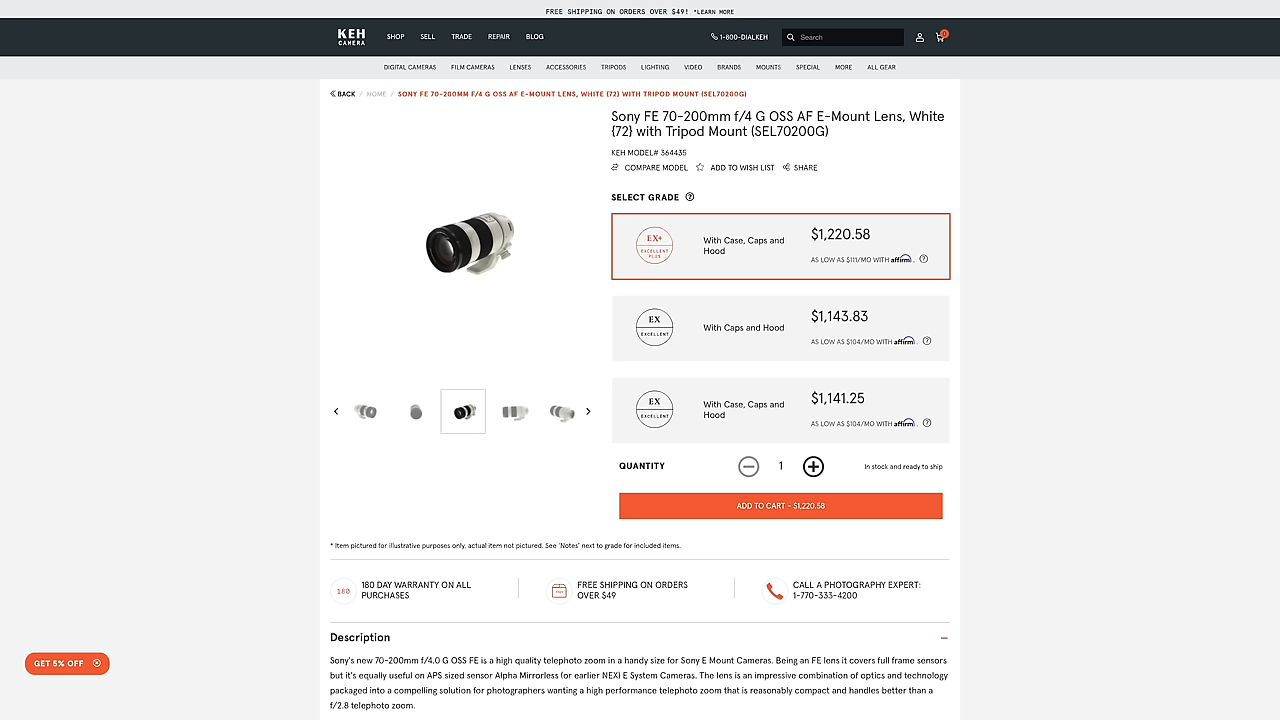 FREE SHIPPING ON ORDERS OVER $49! *LEARN MORE
KEH
CAMERA
SHOP SELL TRADE REPAIR BLOG
1-800-DIALKEH
Search
0
DIGITAL CAMERAS FILM CAMERAS LENSES ACCESSORIES TRIPODS LIGHTING VIDEO BRANDS MOUNTS SPECIAL MORE ALL GEAR
BACK / HOME / SONY FE 70-200MM F/4 G OSS AF E-MOUNT LENS, WHITE {72} WITH TRIPOD MOUNT (SEL70200G)
Sony FE 70-200mm f/4 G OSS AF E-Mount Lens, White
{72} with Tripod Mount (SEL70200G)
KEH MODEL# 364435
COMPARE MODEL ADD TO WISH LIST SHARE
SELECT GRADE ?
EX+
EXCELLENT
PLUS
With Case, Caps and
Hood
$1,220.58
AS LOW AS $111/MO WITH affirm. ?
EX
EXCELLENT
With Caps and Hood
$1,143.83
AS LOW AS $104/MO WITH affirm. ?
EX
EXCELLENT
With Case, Caps and
Hood
$1,141.25
AS LOW AS $104/MO WITH affirm. ?
QUANTITY 1 In stock and ready to ship
ADD TO CART - $1,220.58
* Item pictured for illustrative purposes only, actual item not pictured. See 'Notes' next to grade for included items.
180
180 DAY WARRANTY ON ALL
PURCHASES
FREE SHIPPING ON ORDERS
OVER $49
CALL A PHOTOGRAPHY EXPERT:
1-770-333-4200
Description
Sony's new 70-200mm f/4.0 G OSS FE is a high quality telephoto zoom in a handy size for Sony E Mount Cameras. Being an FE lens it covers full frame sensors
but it's equally useful on APS sized sensor Alpha Mirrorless (or earlier NEX) E System Cameras. The lens is an impressive combination of optics and technology
packaged into a compelling solution for photographers wanting a high performance telephoto zoom that is reasonably compact and handles better than a
f/2.8 telephoto zoom.
GET 5% OFF